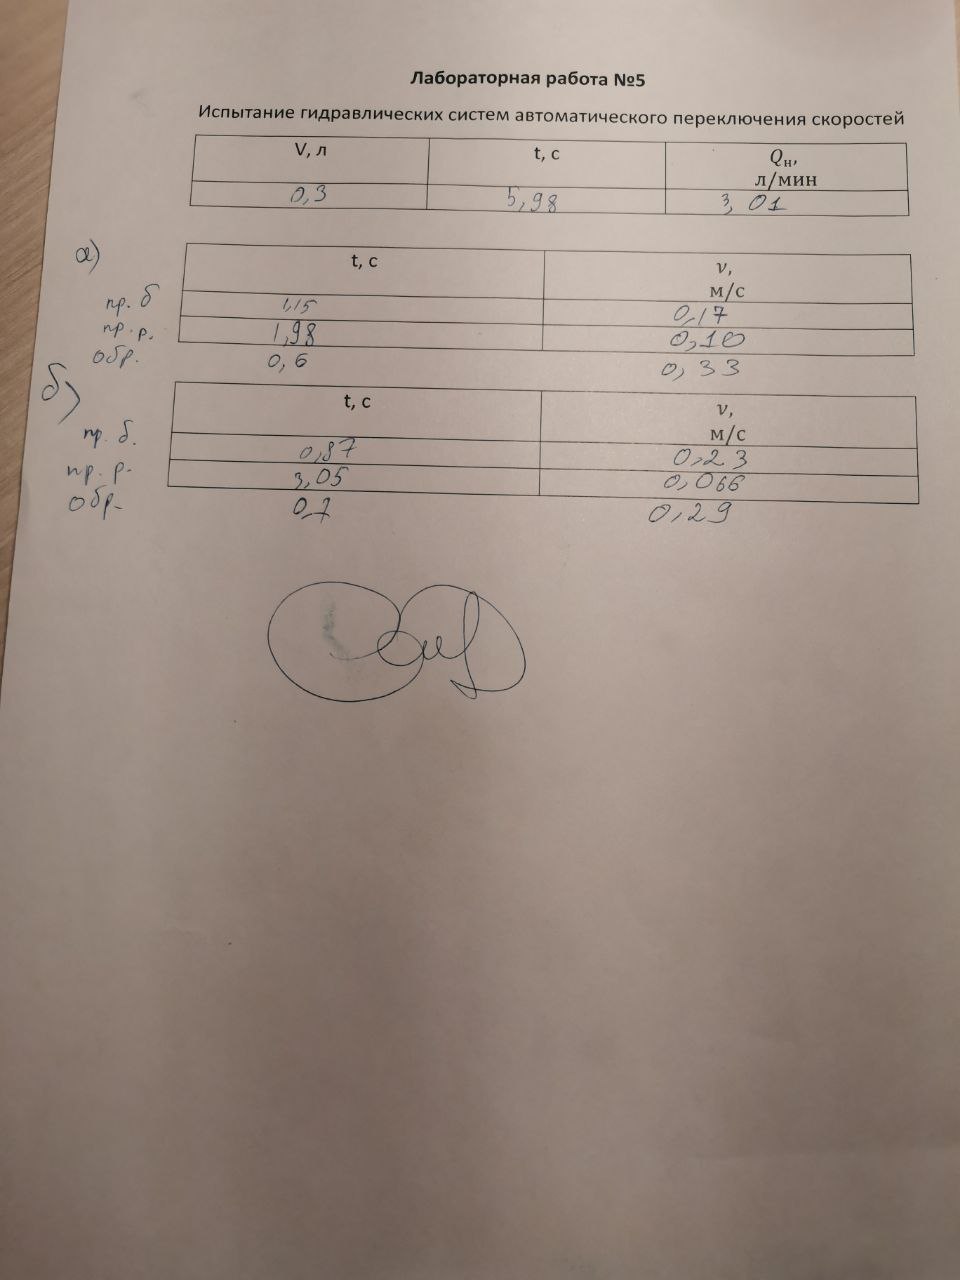 Лабораторная работа №5
Испытание гидравлических систем автоматического переключения скоростей
V, л t, с Qн, л/мин
0,3 5,98 3,01
а)
t, с ν, м/с
пр. б 1,15 0,17
пр. р. 1,98 0,10
обр. 0,6 0,33
б)
t, с ν, м/с
пр. б. 0,87 0,23
пр. р. 3,05 0,066
обр. 0,7 0,29